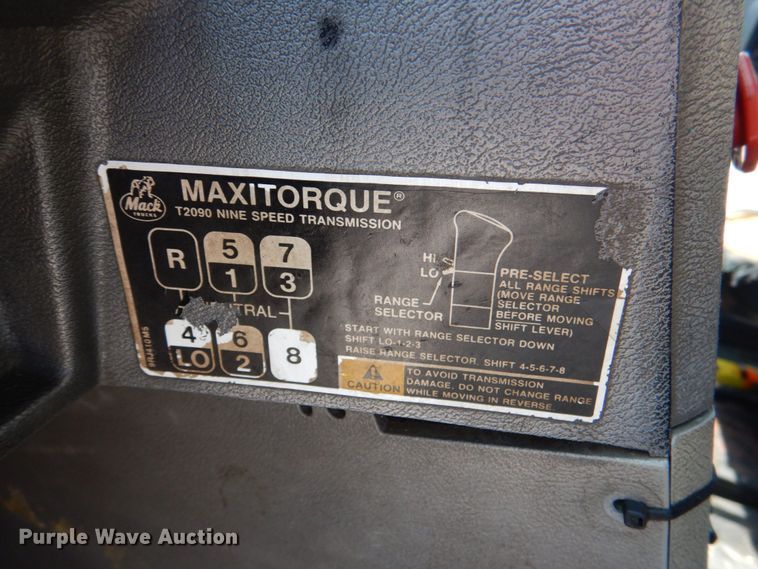 Mack
TRUCKS
MAXITORQUE®
T2090 NINE SPEED TRANSMISSION
R 5 7
1 3
4 6 8
LO 2
HI
LO
RANGE
SELECTOR
PRE-SELECT
ALL RANGE SHIFTS
(MOVE RANGE
SELECTOR
BEFORE MOVING
SHIFT LEVER)
START WITH RANGE SELECTOR DOWN
SHIFT LO-1-2-3
RAISE RANGE SELECTOR, SHIFT 4-5-6-7-8
CAUTION
TO AVOID TRANSMISSION
DAMAGE, DO NOT CHANGE RANGE
WHILE MOVING IN REVERSE
Purple Wave Auction